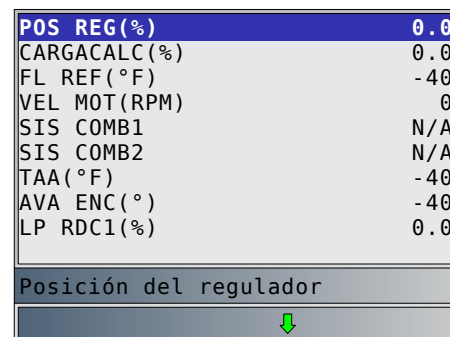 POS REG(%) 0.0
CARGACALC(%) 0.0
FL REF(°F) -40
VEL MOT(RPM) 0
SIS COMB1 N/A
SIS COMB2 N/A
TAA(°F) -40
AVA ENC(°) -40
LP RDC1(%) 0.0
Posición del regulador